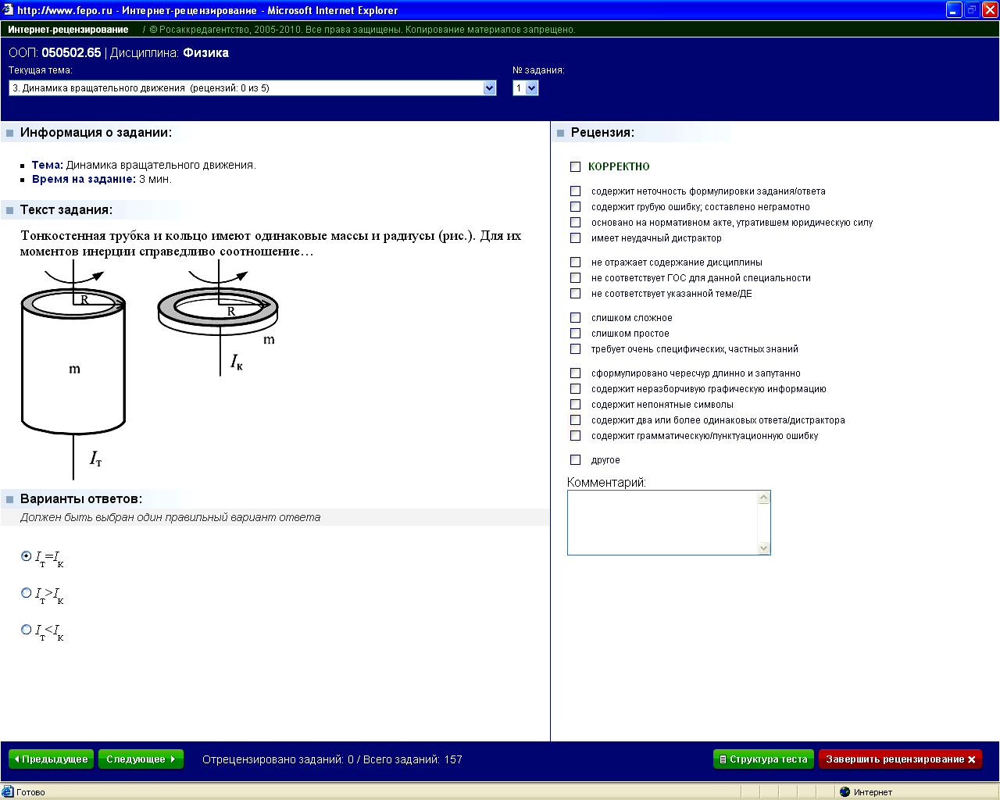 http://www.fepo.ru - Интернет-рецензирование - Microsoft Internet Explorer
Интернет-рецензирование / © Росаккредагентство, 2005-2010. Все права защищены. Копирование материалов запрещено.
ООП: 050502.65 | Дисциплина: Физика
Текущая тема: № задания:
3. Динамика вращательного движения (рецензий: 0 из 5) 1
Информация о задании:
Тема: Динамика вращательного движения.
Время на задание: 3 мин.
Текст задания:
Тонкостенная трубка и кольцо имеют одинаковые массы и радиусы (рис.). Для их
моментов инерции справедливо соотношение…
R
R
m
m
Iк
Iт
Варианты ответов:
Должен быть выбран один правильный вариант ответа
Iт=Iк
Iт>Iк
Iт<Iк
Рецензия:
КОРРЕКТНО
содержит неточность формулировки задания/ответа
содержит грубую ошибку; составлено неграмотно
основано на нормативном акте, утратившем юридическую силу
имеет неудачный дистрактор
не отражает содержание дисциплины
не соответствует ГОС для данной специальности
не соответствует указанной теме/ДЕ
слишком сложное
слишком простое
требует очень специфических, частных знаний
сформулировано чересчур длинно и запутанно
содержит неразборчивую графическую информацию
содержит непонятные символы
содержит два или более одинаковых ответа/дистрактора
содержит грамматическую/пунктуационную ошибку
другое
Комментарий:
Предыдущее Следующее Отрецензировано заданий: 0 / Всего заданий: 157 Структура теста Завершить рецензирование
Готово Интернет